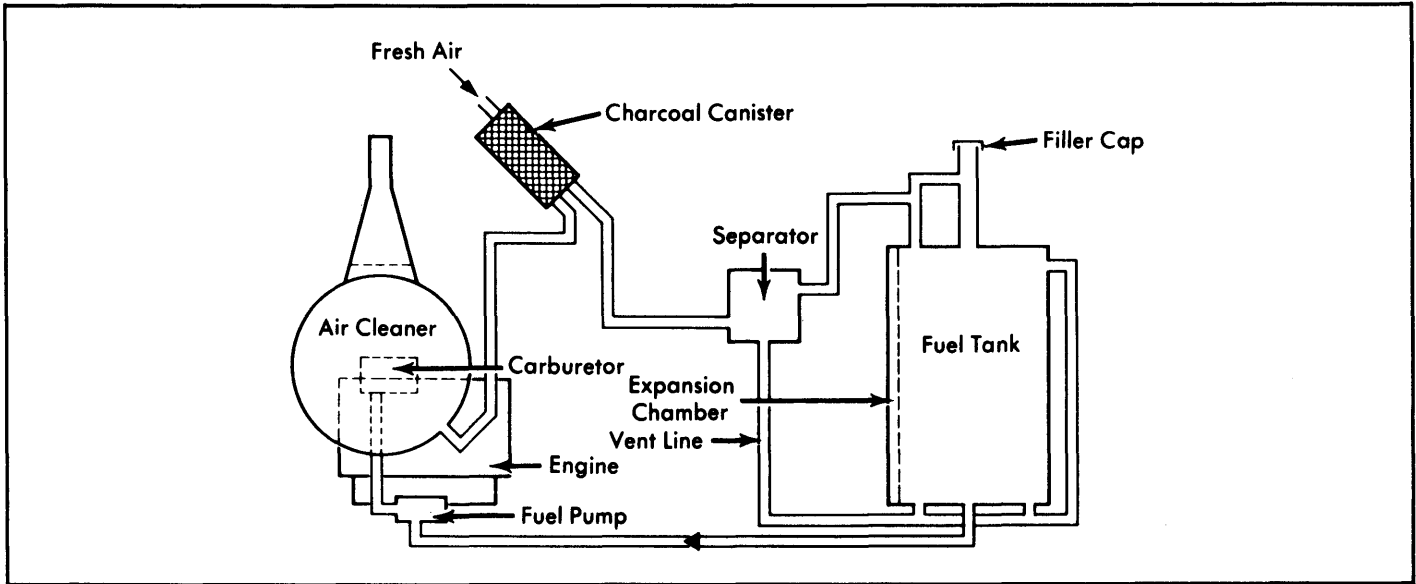 Fresh Air
Charcoal Canister
Filler Cap
Separator
Air Cleaner
Fuel Tank
Carburetor
Expansion
Chamber
Vent Line
Engine
Fuel Pump